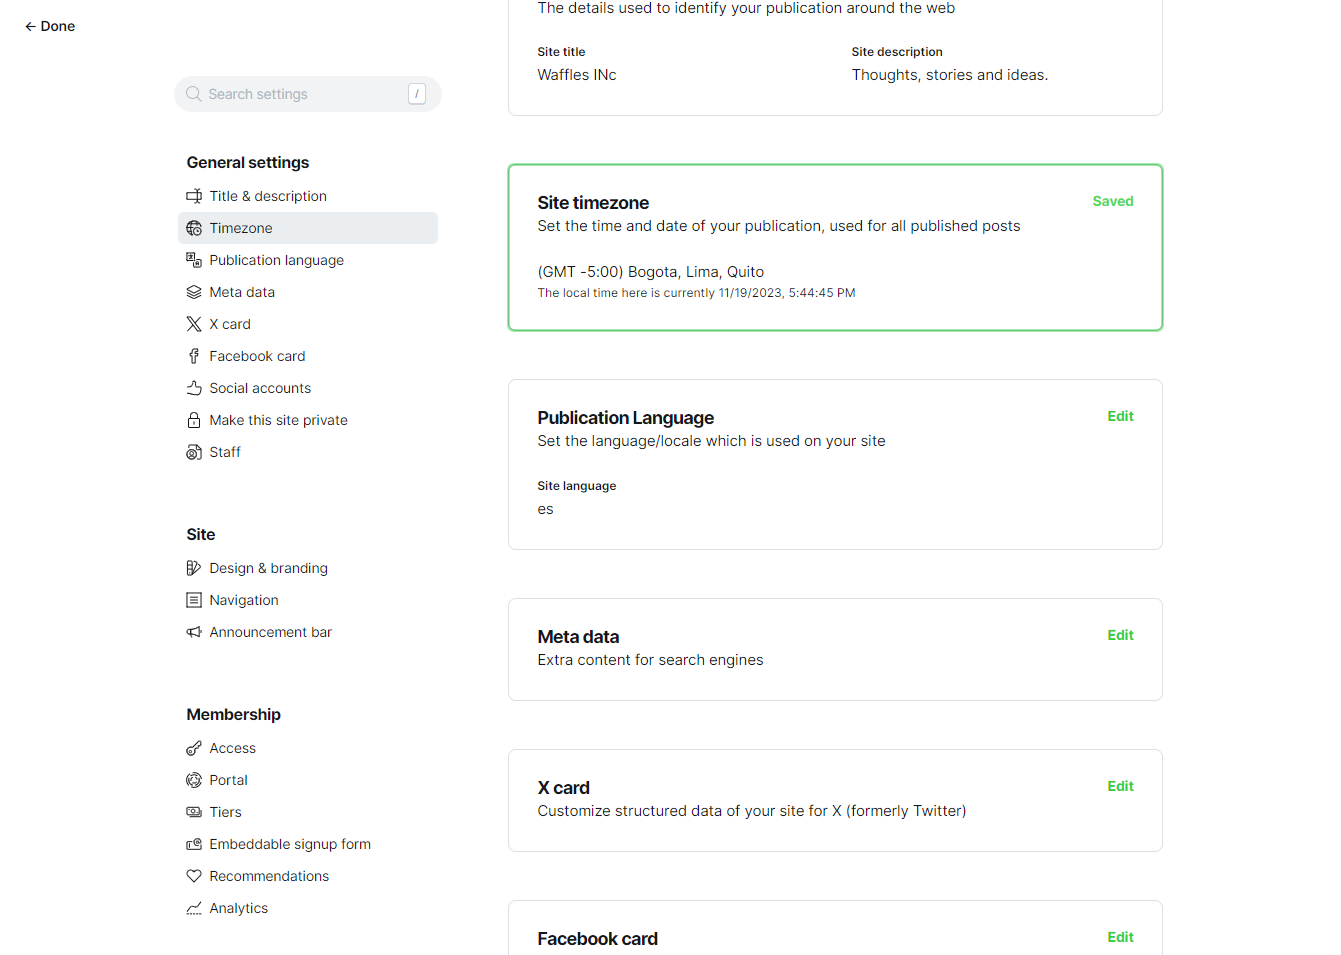 ← Done
Search settings /
General settings
Title & description
Timezone
Publication language
Meta data
X card
Facebook card
Social accounts
Make this site private
Staff
Site
Design & branding
Navigation
Announcement bar
Membership
Access
Portal
Tiers
Embeddable signup form
Recommendations
Analytics
The details used to identify your publication around the web
Site title
Waffles INc
Site description
Thoughts, stories and ideas.
Site timezone
Saved
Set the time and date of your publication, used for all published posts
(GMT -5:00) Bogota, Lima, Quito
The local time here is currently 11/19/2023, 5:44:45 PM
Publication Language
Edit
Set the language/locale which is used on your site
Site language
es
Meta data
Edit
Extra content for search engines
X card
Edit
Customize structured data of your site for X (formerly Twitter)
Facebook card
Edit